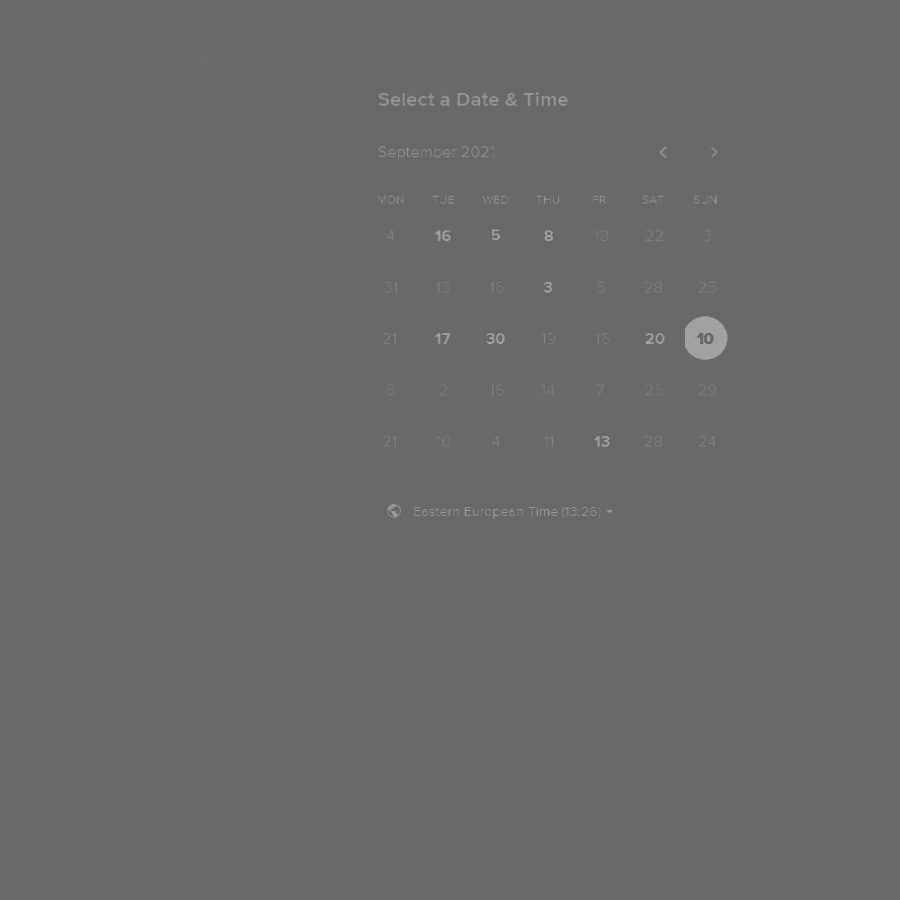 Select a Date & Time
September 2021
MON TUE WED THU FRI SAT SUN
4 16 5 8 18 22 3
31 13 15 3 5 28 25
21 17 30 19 15 20 10
6 2 15 14 7 25 29
21 10 4 11 13 28 24
Eastern European Time (13:26)